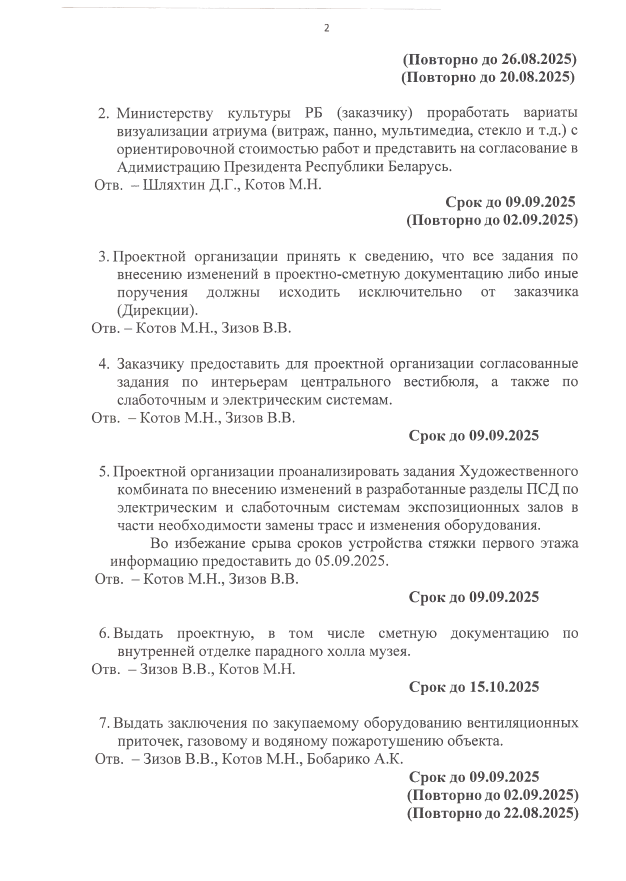 2
(Повторно до 26.08.2025)
(Повторно до 20.08.2025)
2. Министерству культуры РБ (заказчику) проработать вариаты
визуализации атриума (витраж, панно, мультимедиа, стекло и т.д.) с
ориентировочной стоимостью работ и представить на согласование в
Адимистрацию Президента Республики Беларусь.
Отв. – Шляхтин Д.Г., Котов М.Н.
Срок до 09.09.2025
(Повторно до 02.09.2025)
3. Проектной организации принять к сведению, что все задания по
внесению изменений в проектно-сметную документацию либо иные
поручения должны исходить исключительно от заказчика
(Дирекции).
Отв. – Котов М.Н., Зизов В.В.
4. Заказчику предоставить для проектной организации согласованные
задания по интерьерам центрального вестибюля, а также по
слаботочным и электрическим системам.
Отв. – Котов М.Н., Зизов В.В.
Срок до 09.09.2025
5. Проектной организации проанализировать задания Художественного
комбината по внесению изменений в разработанные разделы ПСД по
электрическим и слаботочным системам экспозиционных залов в
части необходимости замены трасс и изменения оборудования.
Во избежание срыва сроков устройства стяжки первого этажа
информацию предоставить до 05.09.2025.
Отв. – Котов М.Н., Зизов В.В.
Срок до 09.09.2025
6. Выдать проектную, в том числе сметную документацию по
внутренней отделке парадного холла музея.
Отв. – Зизов В.В., Котов М.Н.
Срок до 15.10.2025
7. Выдать заключения по закупаемому оборудованию вентиляционных
приточек, газовому и водяному пожаротушению объекта.
Отв. – Зизов В.В., Котов М.Н., Бобарико А.К.
Срок до 09.09.2025
(Повторно до 02.09.2025)
(Повторно до 22.08.2025)